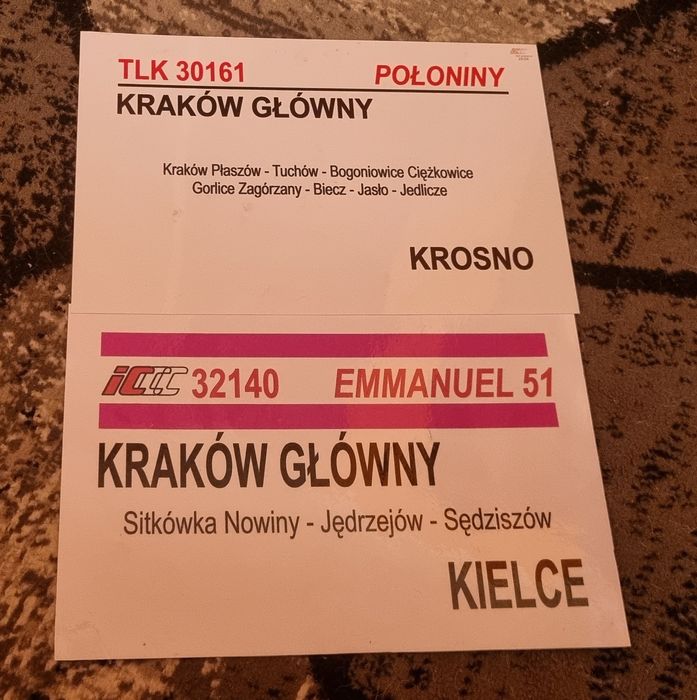 TLK 30161 POŁONINY
KRAKÓW GŁÓWNY
Kraków Płaszów - Tuchów - Bogoniowice Ciężkowice
Gorlice Zagórzany - Biecz - Jasło - Jedlicze
KROSNO
IC 32140 EMMANUEL 51
KRAKÓW GŁÓWNY
Sitkówka Nowiny - Jędrzejów - Sędziszów
KIELCE